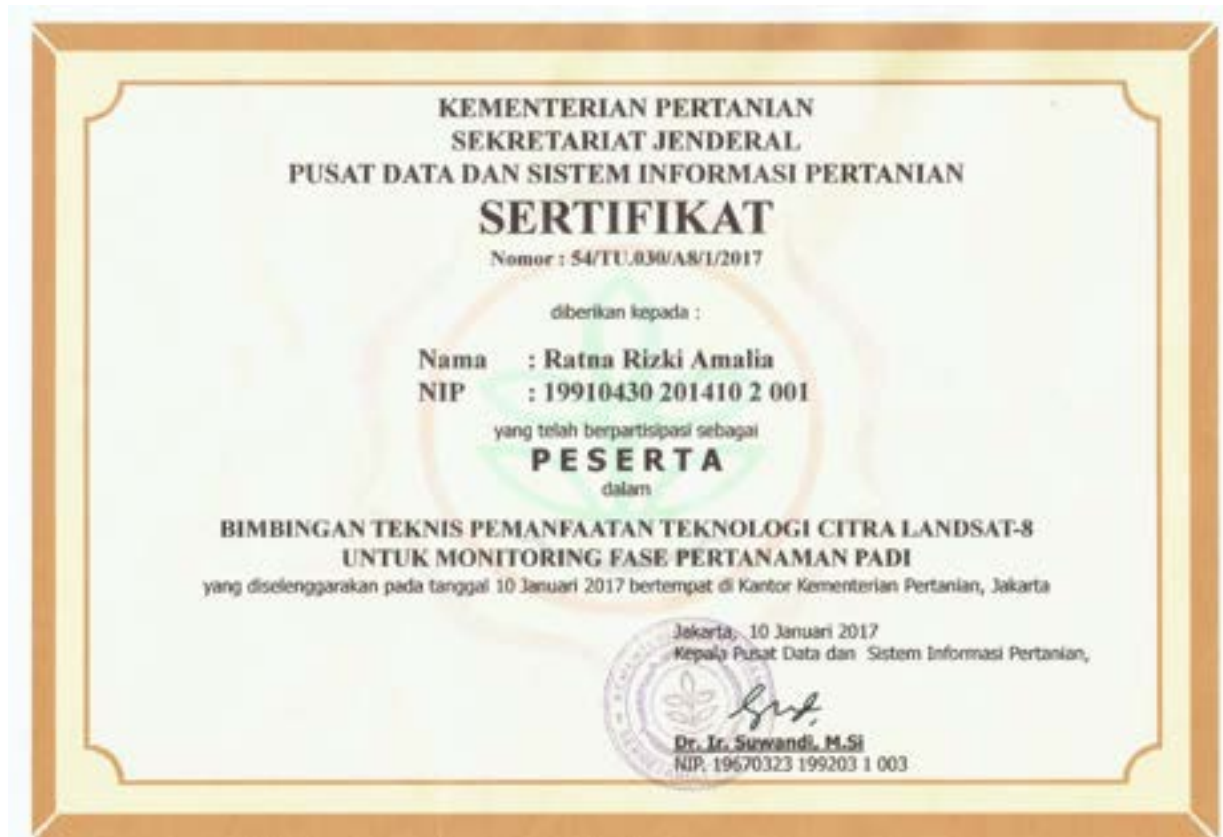 KEMENTERIAN PERTANIAN
SEKRETARIAT JENDERAL
PUSAT DATA DAN SISTEM INFORMASI PERTANIAN
SERTIFIKAT
Nomor : 54/TU.030/A8/1/2017
diberikan kepada :
Nama : Ratna Rizki Amalia
NIP : 19910430 201410 2 001
yang telah berpartisipasi sebagai
PESERTA
dalam
BIMBINGAN TEKNIS PEMANFAATAN TEKNOLOGI CITRA LANDSAT-8
UNTUK MONITORING FASE PERTANAMAN PADI
yang diselenggarakan pada tanggal 10 Januari 2017 bertempat di Kantor Kementerian Pertanian, Jakarta
Jakarta, 10 Januari 2017
Kepala Pusat Data dan Sistem Informasi Pertanian,
Dr. Ir. Suwandi, M.Si
NIP. 19670323 199203 1 003